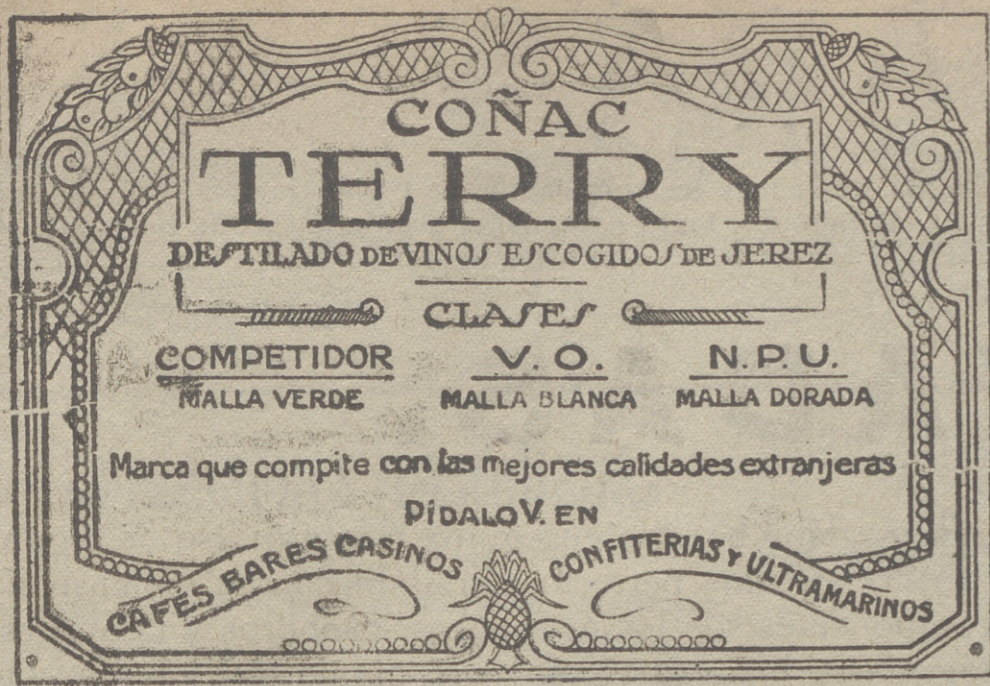 COÑAC
TERRY
DESTILADO DE VINOS ESCOGIDOS DE JEREZ
CLASES
COMPETIDOR V. O. N. P. U.
MALLA VERDE MALLA BLANCA MALLA DORADA
Marca que compite con las mejores calidades extranjeras
PÍDALO V. EN
CAFÉS BARES CASINOS CONFITERIAS Y ULTRAMARINOS